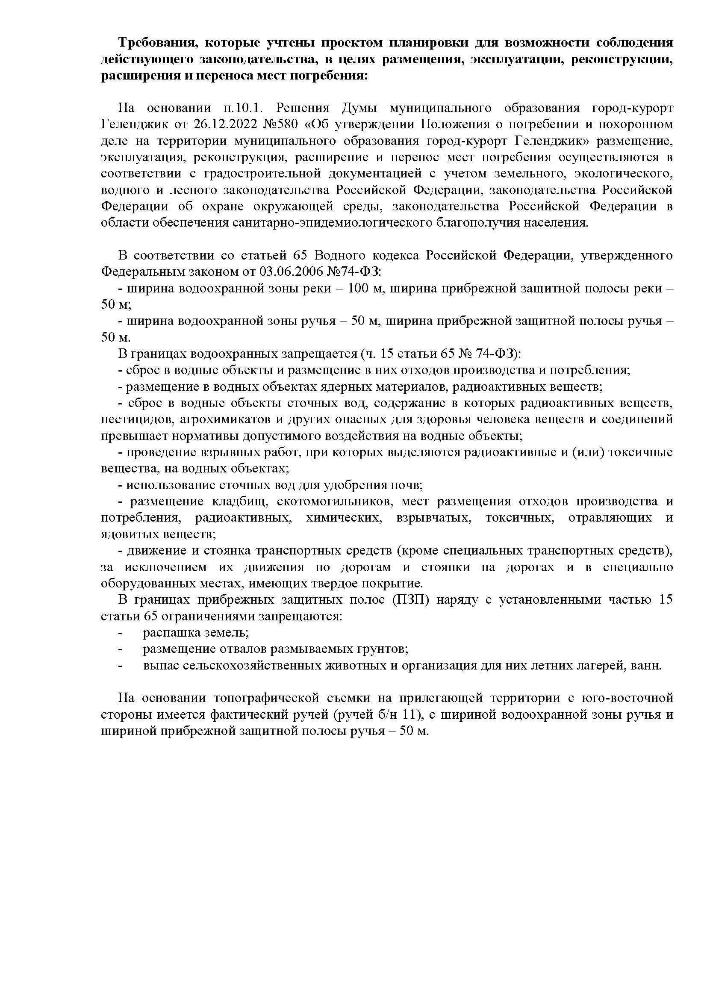 Требования, которые учтены проектом планировки для возможности соблюдения
действующего законодательства, в целях размещения, эксплуатации, реконструкции,
расширения и переноса мест погребения:
На основании п.10.1. Решения Думы муниципального образования город-курорт
Геленджик от 26.12.2022 №580 «Об утверждении Положения о погребении и похоронном
деле на территории муниципального образования город-курорт Геленджик» размещение,
эксплуатация, реконструкция, расширение и перенос мест погребения осуществляются в
соответствии с градостроительной документацией с учетом земельного, экологического,
водного и лесного законодательства Российской Федерации, законодательства Российской
Федерации об охране окружающей среды, законодательства Российской Федерации в
области обеспечения санитарно-эпидемиологического благополучия населения.
В соответствии со статьей 65 Водного кодекса Российской Федерации, утвержденного
Федеральным законом от 03.06.2006 №74-ФЗ:
- ширина водоохранной зоны реки – 100 м, ширина прибрежной защитной полосы реки –
50 м;
- ширина водоохранной зоны ручья – 50 м, ширина прибрежной защитной полосы ручья –
50 м.
В границах водоохранных запрещается (ч. 15 статьи 65 № 74-ФЗ):
- сброс в водные объекты и размещение в них отходов производства и потребления;
- размещение в водных объектах ядерных материалов, радиоактивных веществ;
- сброс в водные объекты сточных вод, содержание в которых радиоактивных веществ,
пестицидов, агрохимикатов и других опасных для здоровья человека веществ и соединений
превышает нормативы допустимого воздействия на водные объекты;
- проведение взрывных работ, при которых выделяются радиоактивные и (или) токсичные
вещества, на водных объектах;
- использование сточных вод для удобрения почв;
- размещение кладбищ, скотомогильников, мест размещения отходов производства и
потребления, радиоактивных, химических, взрывчатых, токсичных, отравляющих и
ядовитых веществ;
- движение и стоянка транспортных средств (кроме специальных транспортных средств),
за исключением их движения по дорогам и стоянки на дорогах и в специально
оборудованных местах, имеющих твердое покрытие.
В границах прибрежных защитных полос (ПЗП) наряду с установленными частью 15
статьи 65 ограничениями запрещаются:
- распашка земель;
- размещение отвалов размываемых грунтов;
- выпас сельскохозяйственных животных и организация для них летних лагерей, ванн.
На основании топографической съемки на прилегающей территории с юго-восточной
стороны имеется фактический ручей (ручей б/н 11), с шириной водоохранной зоны ручья и
шириной прибрежной защитной полосы ручья – 50 м.